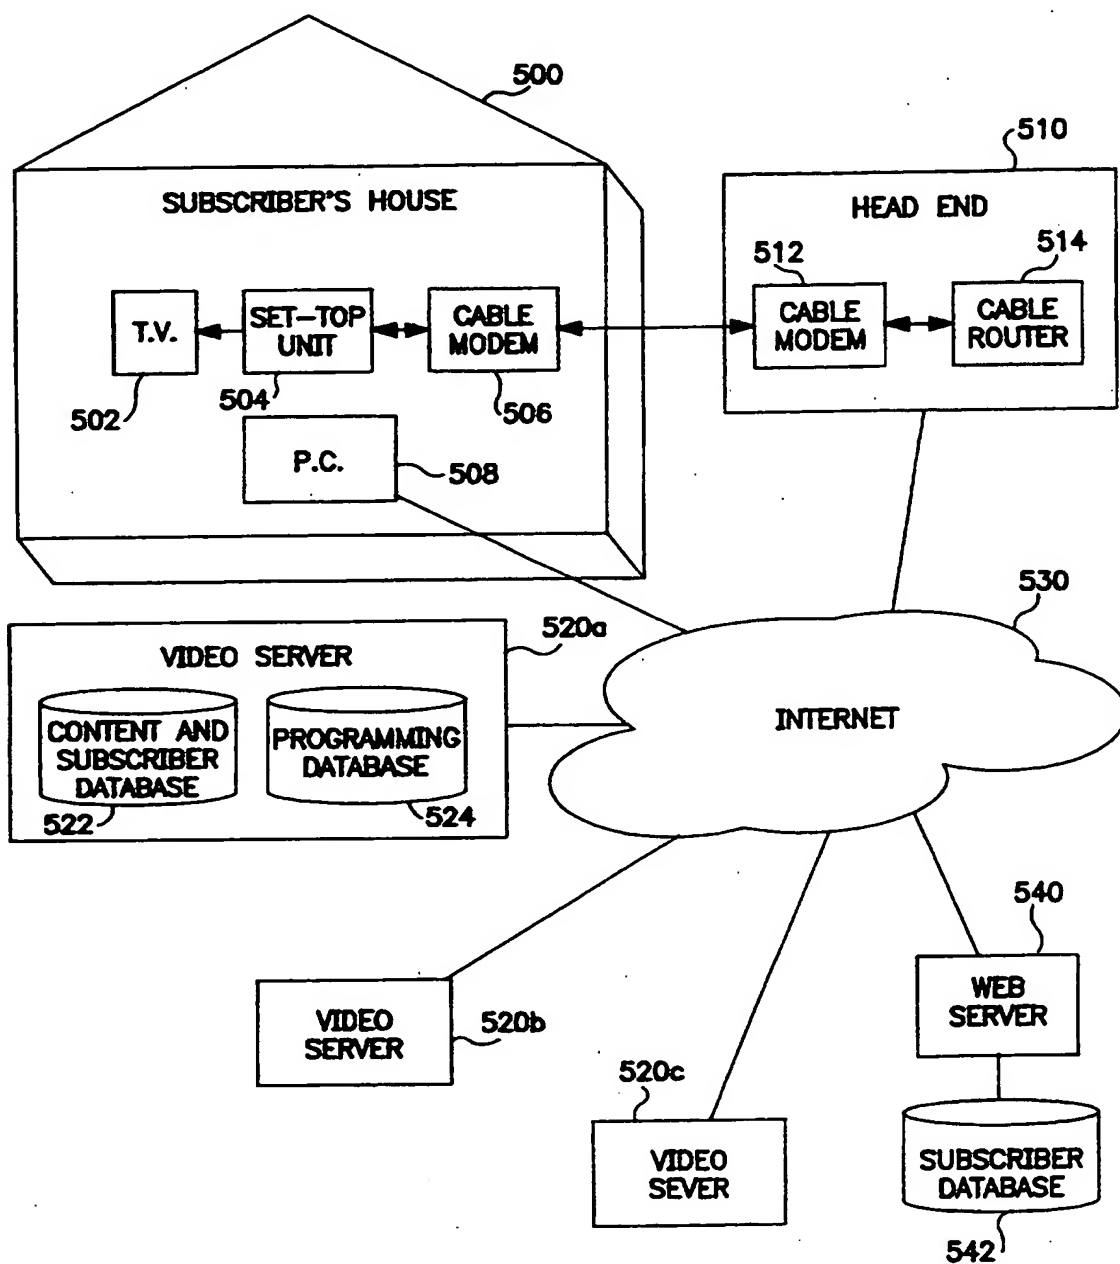 500
510
SUBSCRIBER'S HOUSE
HEAD END
512
514
T.V.
SET-TOP
UNIT
CABLE
MODEM
CABLE
MODEM
CABLE
ROUTER
502
504
506
P.C.
508
530
520a
VIDEO SERVER
CONTENT AND
SUBSCRIBER
DATABASE
PROGRAMMING
DATABASE
522
524
INTERNET
540
VIDEO
SERVER
520b
WEB
SERVER
520c
VIDEO
SEVER
SUBSCRIBER
DATABASE
542